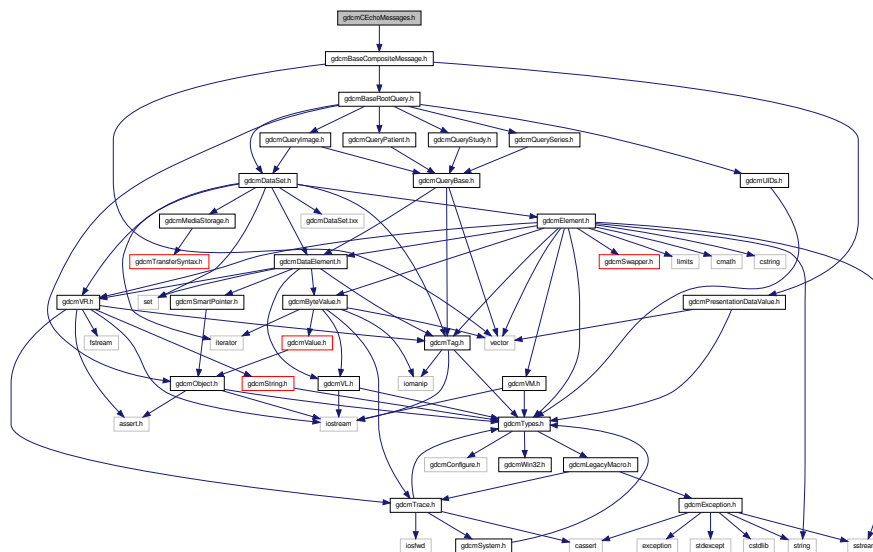 gdcmCEchoMessages.h
gdcmBaseCompositeMessage.h
gdcmBaseRootQuery.h
gdcmQueryImage.h
gdcmQueryPatient.h
gdcmQueryStudy.h
gdcmQuerySeries.h
gdcmDataSet.h
gdcmQueryBase.h
gdcmUIDs.h
gdcmMediaStorage.h
gdcmDataSet.txx
gdcmElement.h
gdcmTransferSyntax.h
gdcmDataElement.h
gdcmSwapper.h
limits
cmath
cstring
gdcmVR.h
set
gdcmSmartPointer.h
gdcmByteValue.h
gdcmPresentationDataValue.h
fstream
iterator
gdcmValue.h
gdcmTag.h
vector
gdcmObject.h
gdcmString.h
gdcmVL.h
iomanip
gdcmVM.h
assert.h
iostream
gdcmTypes.h
gdcmConfigure.h
gdcmWin32.h
gdcmLegacyMacro.h
gdcmTrace.h
gdcmException.h
iosfwd
gdcmSystem.h
cassert
exception
stdexcept
cstdlib
string
sstream